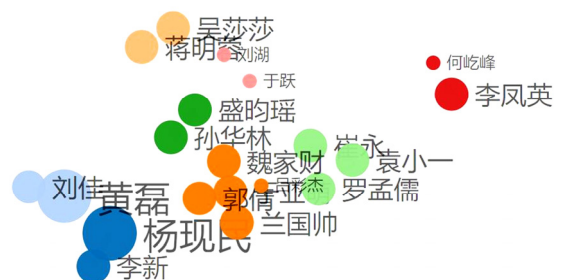 吴莎莎
蒋明蓉
刘湖
何屹峰
于跃
李凤英
盛昀瑶
孙华林
崔永
魏家财
袁小一
刘佳
黄磊
郭倩
罗孟儒
杨现民
兰国帅
李新